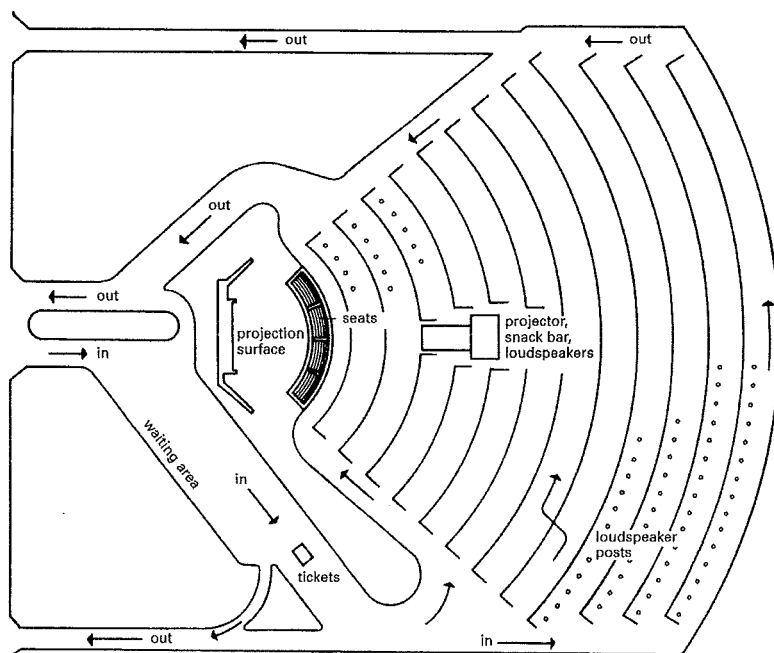 out
out
out
out
in
projection
surface
seats
projector,
snack bar,
loudspeakers
waiting area
in
tickets
loudspeaker
posts
out
in